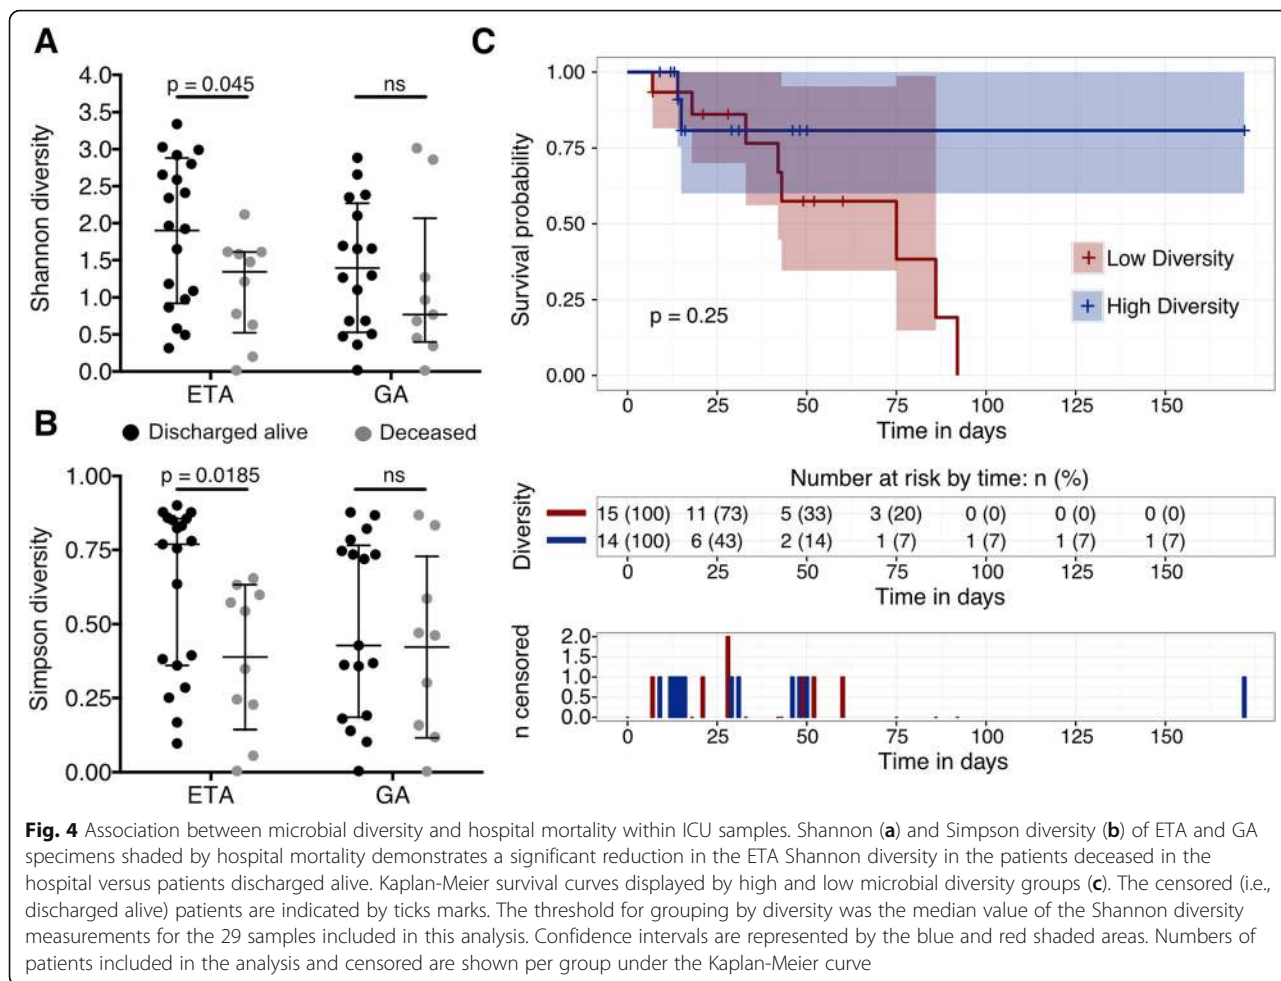 A
p = 0.045
ns
4.0
3.5
3.0
2.5
2.0
1.5
1.0
0.5
0.0
Shannon diversity
ETA
GA
B
Discharged alive
Deceased
p = 0.0185
ns
1.00
0.75
0.50
0.25
0.00
Simpson diversity
ETA
GA
C
1.00
0.75
0.50
0.25
0.00
Survival probability
Low Diversity
High Diversity
p = 0.25
0 25 50 75 100 125 150
Time in days
Number at risk by time: n (%)
Diversity
15 (100) 11 (73) 5 (33) 3 (20) 0 (0) 0 (0) 0 (0)
14 (100) 6 (43) 2 (14) 1 (7) 1 (7) 1 (7) 1 (7)
0 25 50 75 100 125 150
Time in days
n censored
2.0
1.5
1.0
0.5
0.0
0 25 50 75 100 125 150
Time in days
Fig. 4 Association between microbial diversity and hospital mortality within ICU samples. Shannon (a) and Simpson diversity (b) of ETA and GA
specimens shaded by hospital mortality demonstrates a significant reduction in the ETA Shannon diversity in the patients deceased in the
hospital versus patients discharged alive. Kaplan-Meier survival curves displayed by high and low microbial diversity groups (c). The censored (i.e.,
discharged alive) patients are indicated by ticks marks. The threshold for grouping by diversity was the median value of the Shannon diversity
measurements for the 29 samples included in this analysis. Confidence intervals are represented by the blue and red shaded areas. Numbers of
patients included in the analysis and censored are shown per group under the Kaplan-Meier curve